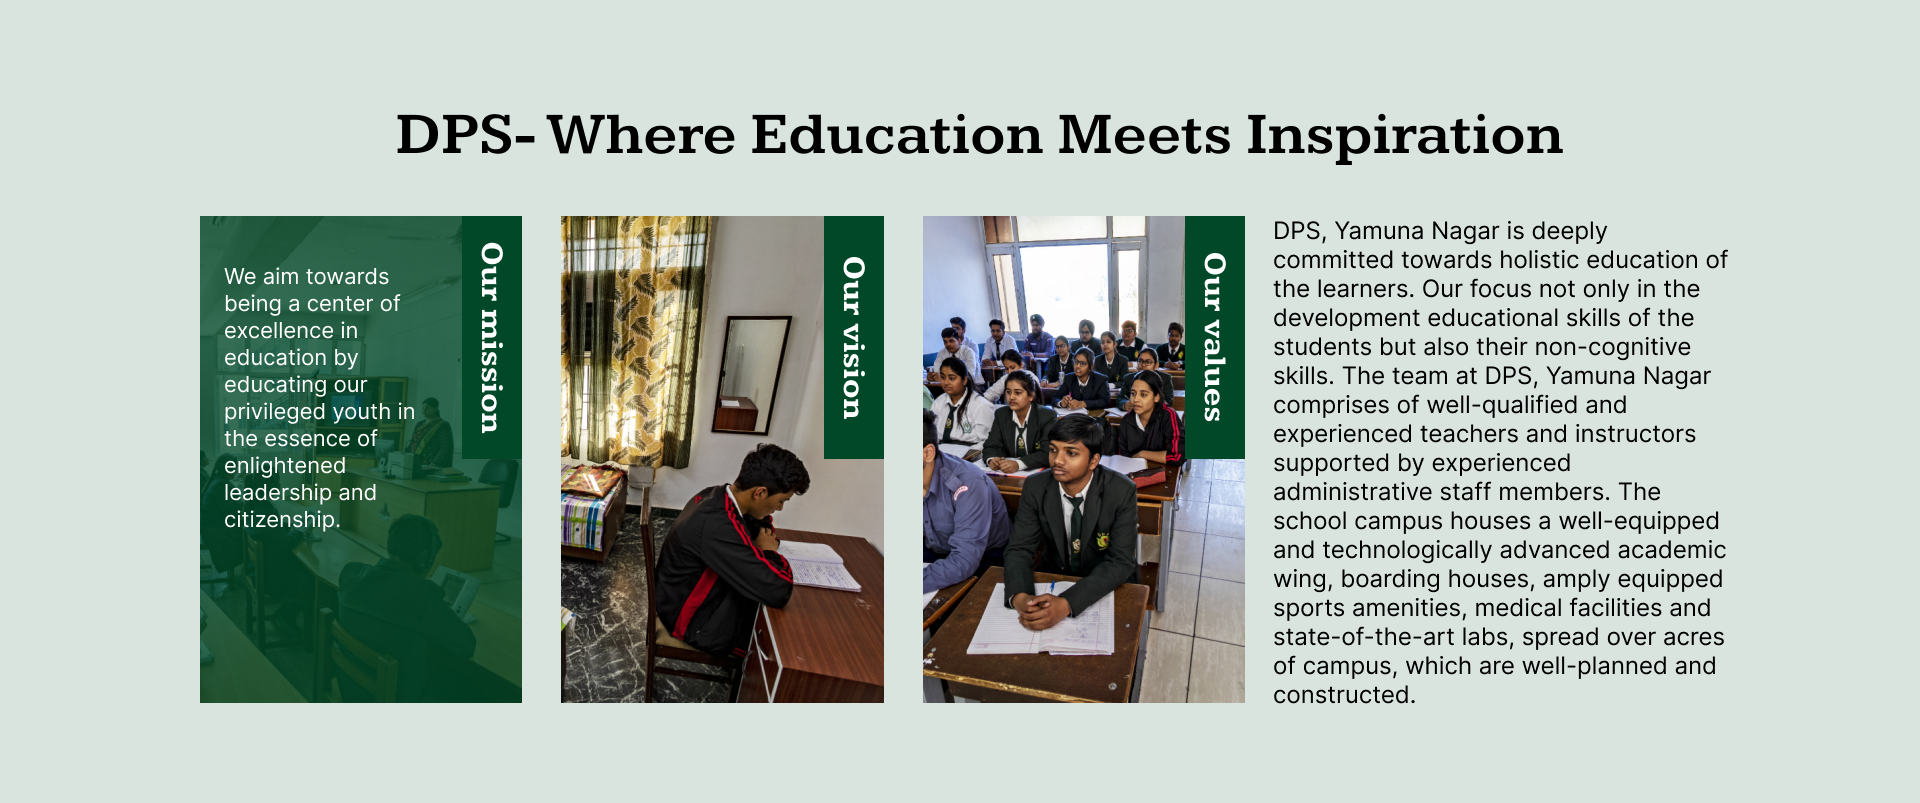 DPS- Where Education Meets Inspiration
We aim towards
being a center of
excellence in
education by
educating our
privileged youth in
the essence of
enlightened
leadership and
citizenship.
Our mission
Our vision
Our values
DPS, Yamuna Nagar is deeply
committed towards holistic education of
the learners. Our focus not only in the
development educational skills of the
students but also their non-cognitive
skills. The team at DPS, Yamuna Nagar
comprises of well-qualified and
experienced teachers and instructors
supported by experienced
administrative staff members. The
school campus houses a well-equipped
and technologically advanced academic
wing, boarding houses, amply equipped
sports amenities, medical facilities and
state-of-the-art labs, spread over acres
of campus, which are well-planned and
constructed.